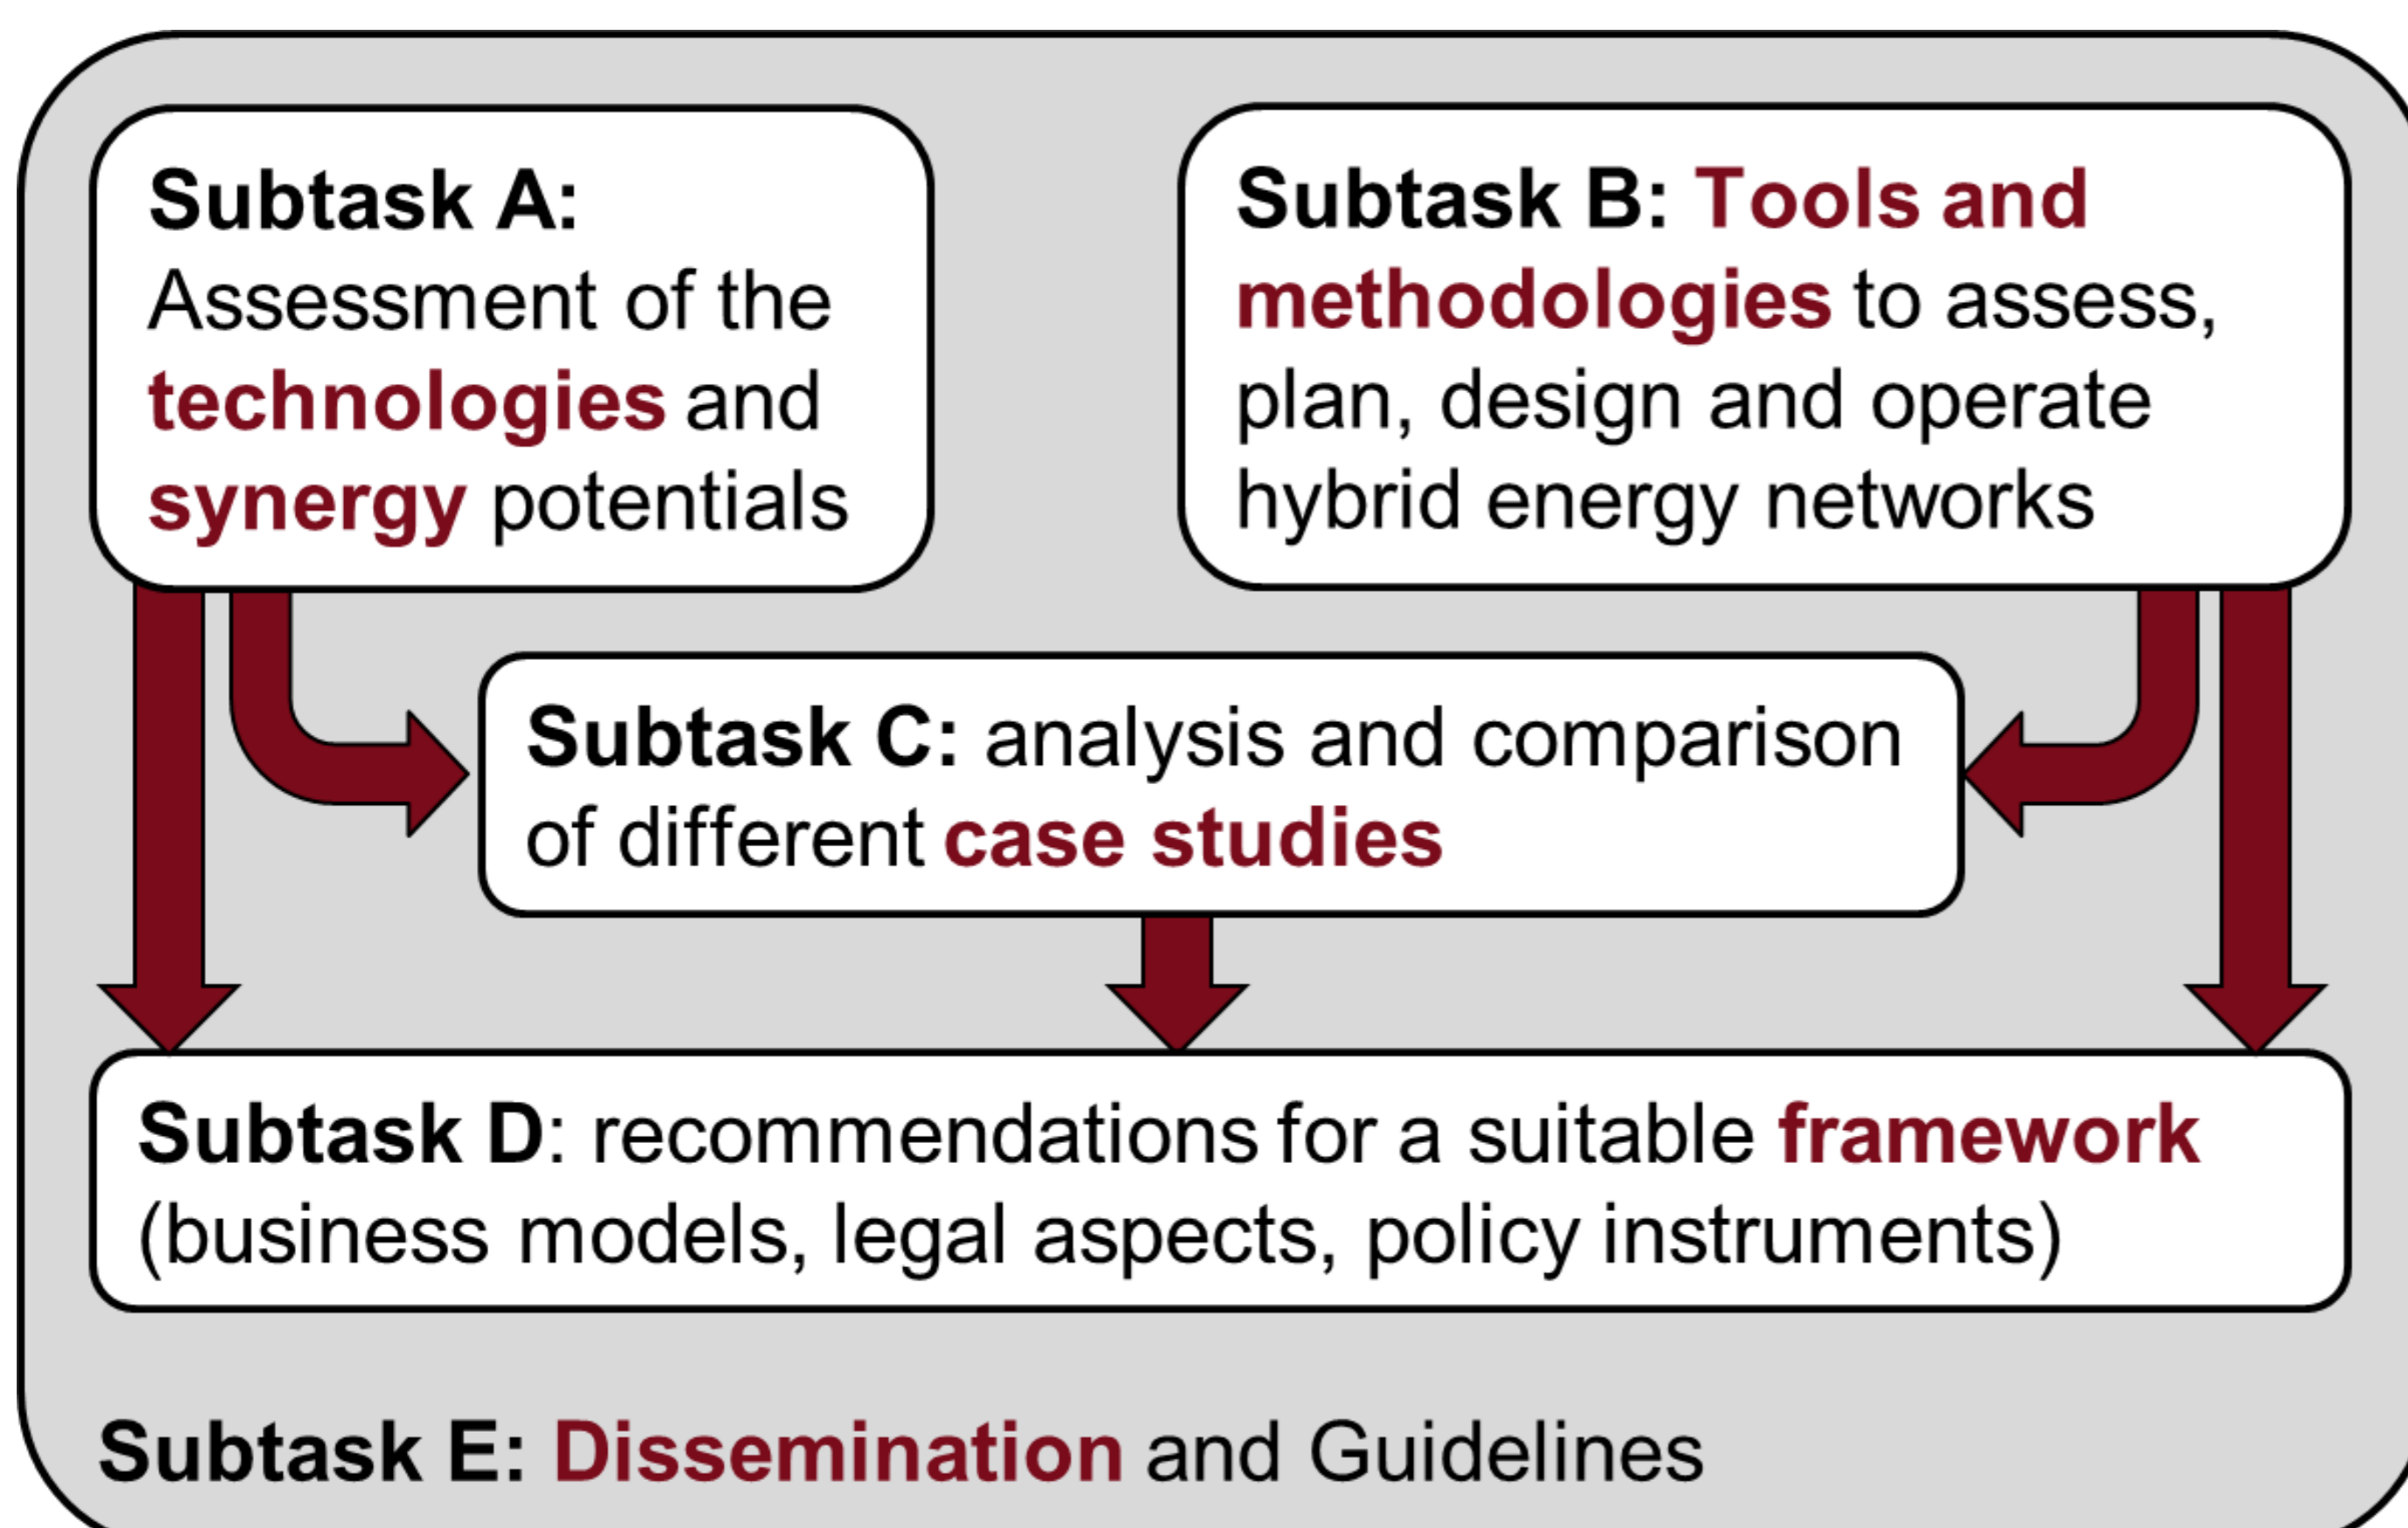 Subtask A:
Assessment of the
technologies and
synergy potentials
Subtask B: Tools and
methodologies to assess,
plan, design and operate
hybrid energy networks
Subtask C: analysis and comparison
of different case studies
Subtask D: recommendations for a suitable framework
(business models, legal aspects, policy instruments)
Subtask E: Dissemination and Guidelines